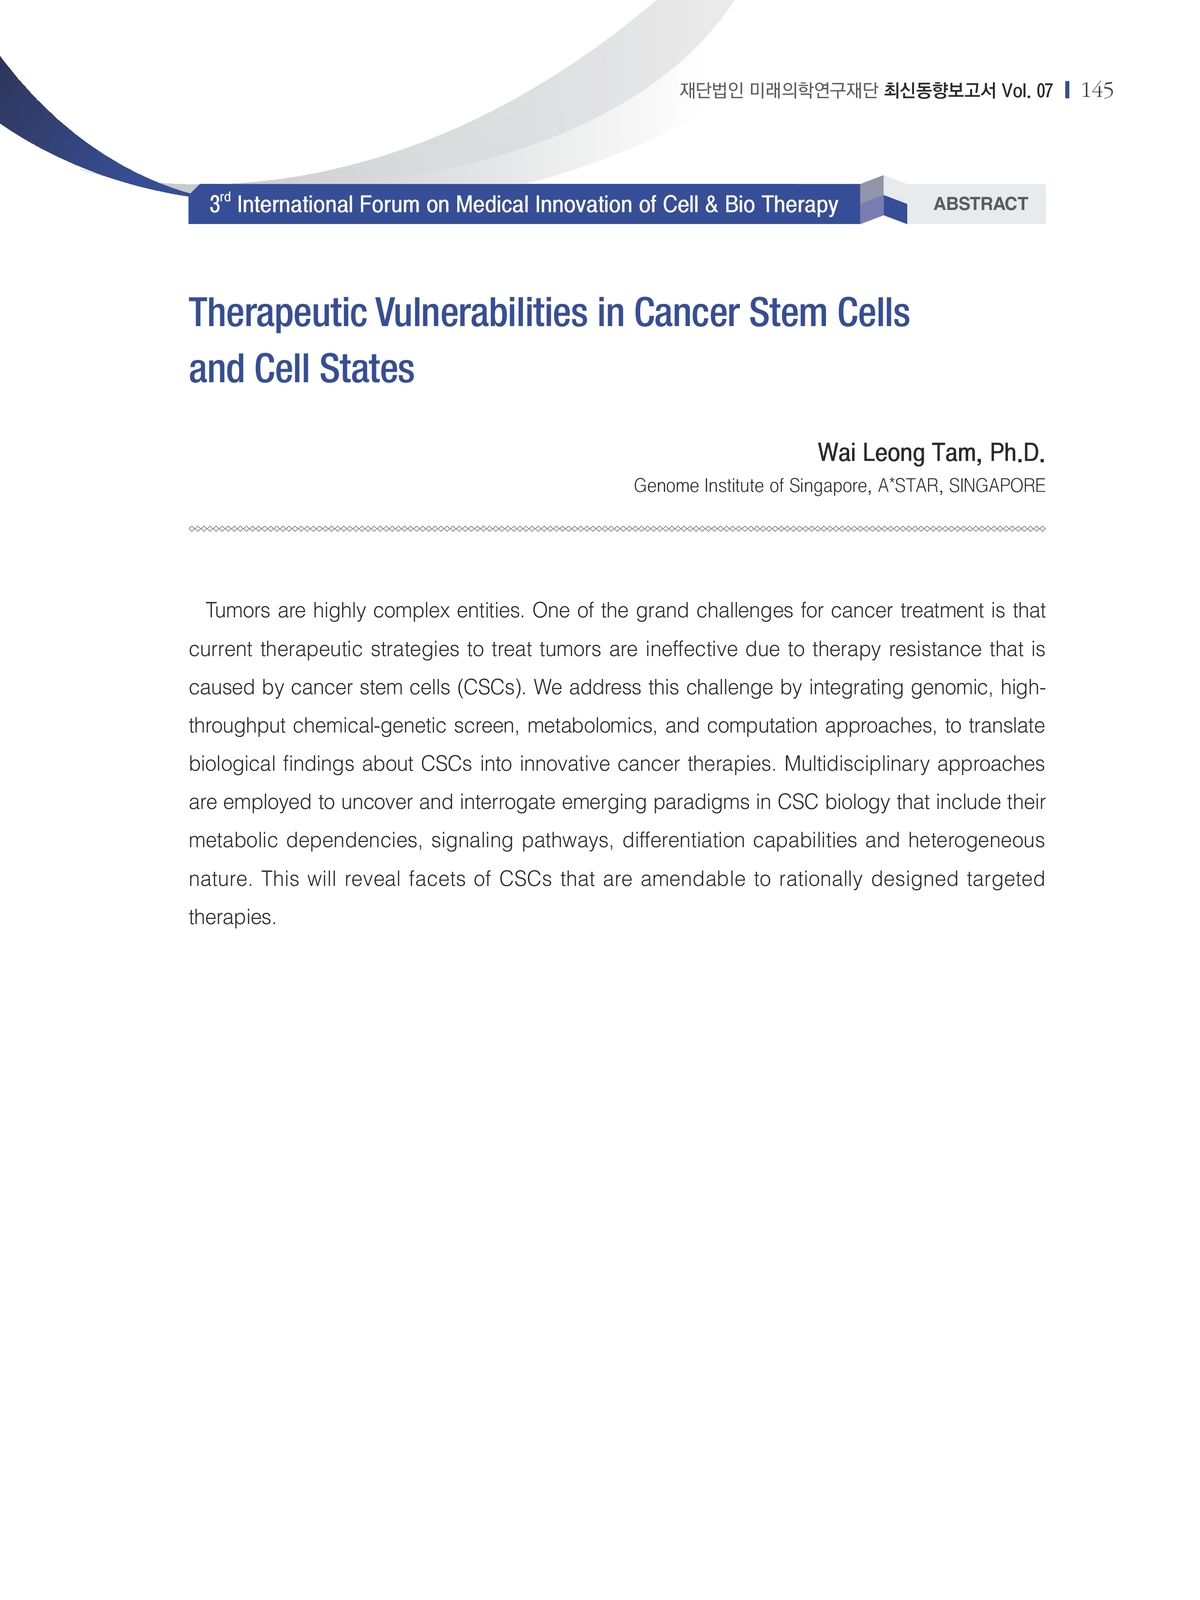 재단법인 미래의학연구재단 최신동향보고서 Vol. 07 145
3rd International Forum on Medical Innovation of Cell & Bio Therapy
ABSTRACT
Therapeutic Vulnerabilities in Cancer Stem Cells
and Cell States
Wai Leong Tam, Ph.D.
Genome Institute of Singapore, A*STAR, SINGAPORE
Tumors are highly complex entities. One of the grand challenges for cancer treatment is that
current therapeutic strategies to treat tumors are ineffective due to therapy resistance that is
caused by cancer stem cells (CSCs). We address this challenge by integrating genomic, high-
throughput chemical-genetic screen, metabolomics, and computation approaches, to translate
biological findings about CSCs into innovative cancer therapies. Multidisciplinary approaches
are employed to uncover and interrogate emerging paradigms in CSC biology that include their
metabolic dependencies, signaling pathways, differentiation capabilities and heterogeneous
nature. This will reveal facets of CSCs that are amendable to rationally designed targeted
therapies.